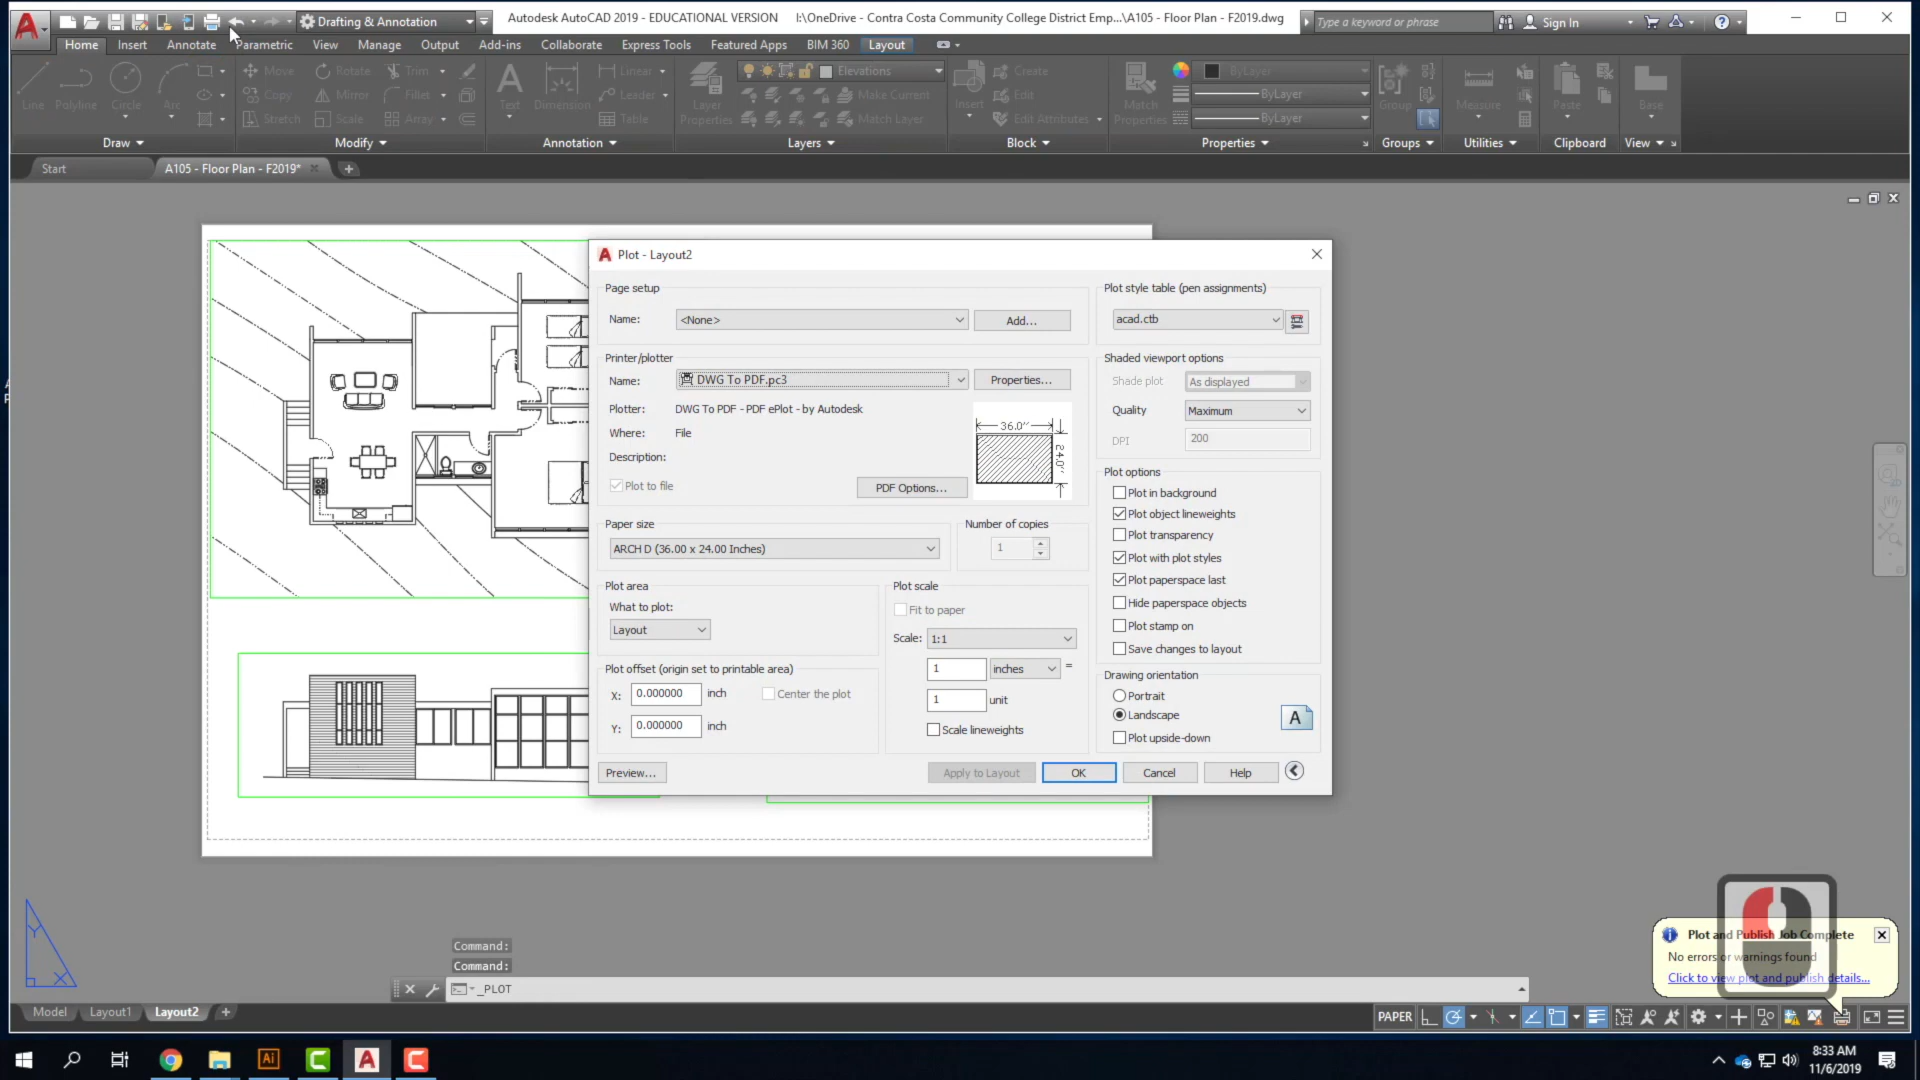 Drafting & Annotation
Autodesk AutoCAD 2019 - EDUCATIONAL VERSION
I:\OneDrive - Contra Costa Community College District Emp...\A105 - Floor Plan - F2019.dwg
Type a keyword or phrase
Sign In
Home Insert Annotate Parametric View Manage Output Add-ins Collaborate Express Tools Featured Apps BIM 360 Layout
Line Polyline Circle Arc
Move Rotate Trim
Copy Mirror Fillet
Stretch Scale Array
Text Dimension
Linear
Leader
Table
Layer Properties
Elevations
Make Current
Match Layer
Insert
Create
Edit
Edit Attributes
Match Properties
ByLayer
ByLayer
ByLayer
Group
Measure
Paste
Base
Draw Modify Annotation Layers Block Properties Groups Utilities Clipboard View
Start
A105 - Floor Plan - F2019*
Plot - Layout2
Page setup
Name: <None> Add...
Printer/plotter
Name: DWG To PDF.pc3 Properties...
Plotter: DWG To PDF - PDF ePlot - by Autodesk
Where: File
Description:
Plot to file
PDF Options...
36.0''
24.0''
Paper size
ARCH D (36.00 x 24.00 Inches)
Number of copies
1
Plot area
What to plot:
Layout
Plot scale
Fit to paper
Scale: 1:1
1 inches =
1 unit
Scale lineweights
Plot offset (origin set to printable area)
X: 0.000000 inch Center the plot
Y: 0.000000 inch
Plot style table (pen assignments)
acad.ctb
Shaded viewport options
Shade plot As displayed
Quality Maximum
DPI 200
Plot options
Plot in background
Plot object lineweights
Plot transparency
Plot with plot styles
Plot paperspace last
Hide paperspace objects
Plot stamp on
Save changes to layout
Drawing orientation
Portrait
Landscape
Plot upside-down
A
Preview... Apply to Layout OK Cancel Help
Y
X
Command:
Command:
_PLOT
Plot and Publish Job Complete
No errors or warnings found
Click to view plot and publish details...
Model Layout1 Layout2
PAPER
Ai
8:33 AM
11/6/2019